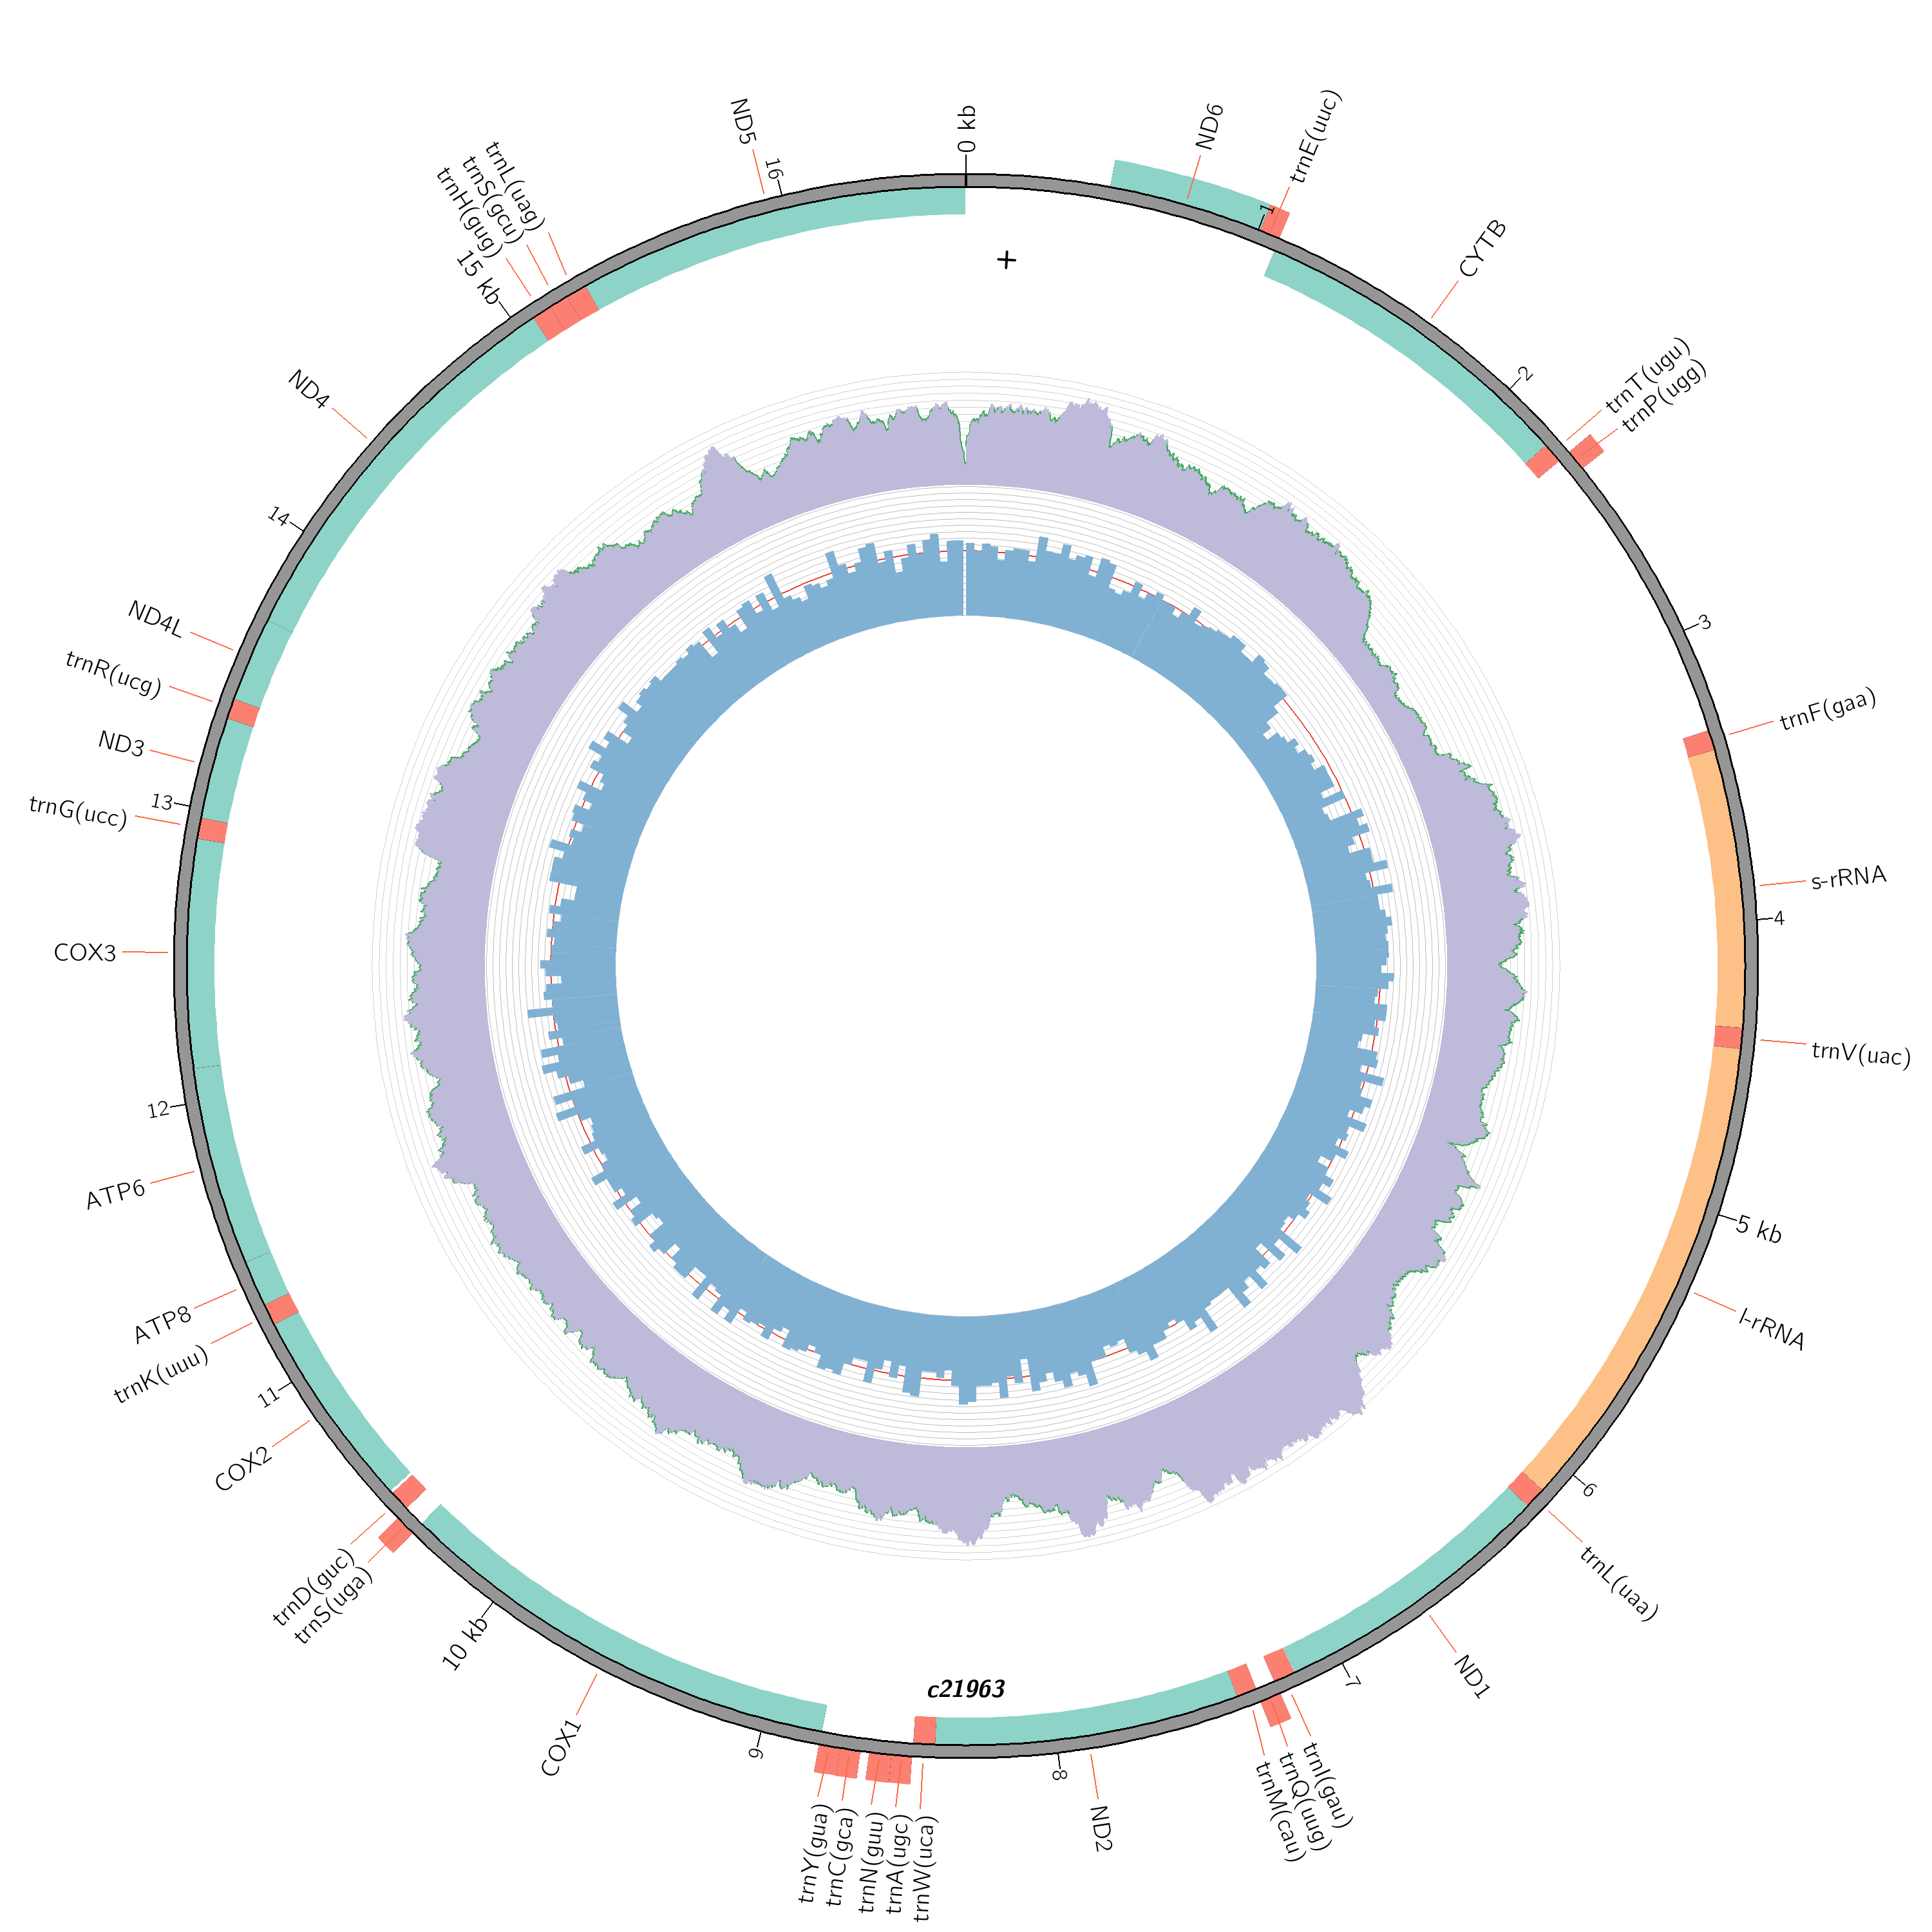 0 kb
ND6
trnE(uuc)
1
+
CYTB
2
trnT(ugu)
trnP(ugg)
3
trnF(gaa)
s-rRNA
4
trnV(uac)
5 kb
l-rRNA
6
trnL(uaa)
ND1
7
trnI(gau)
trnQ(uug)
trnM(cau)
ND2
8
c21963
trnW(uca)
trnA(ugc)
trnN(guu)
trnC(gca)
trnY(gua)
9
COX1
10 kb
trnS(uga)
trnD(guc)
COX2
11
trnK(uuu)
ATP8
ATP6
12
COX3
trnG(ucc)
13
ND3
trnR(ucg)
ND4L
14
ND4
15 kb
trnH(gug)
trnS(gcu)
trnL(uag)
ND5
16